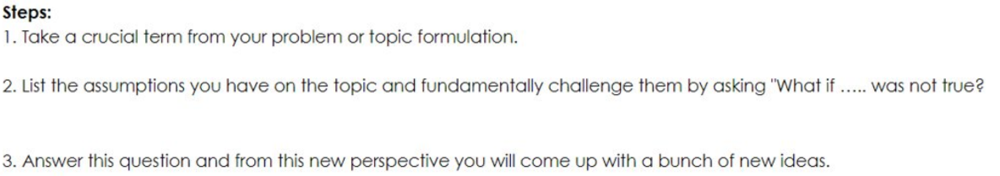 Steps:
1. Take a crucial term from your problem or topic formulation.
2. List the assumptions you have on the topic and fundamentally challenge them by asking "What if ..... was not true?
3. Answer this question and from this new perspective you will come up with a bunch of new ideas.